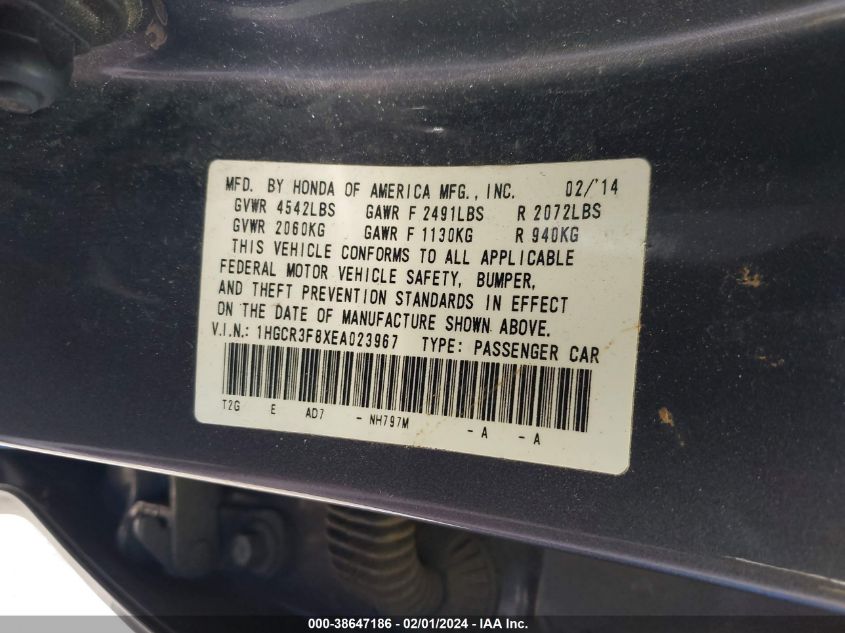 MFD. BY HONDA OF AMERICA MFG., INC. 02/'14
GVWR 4542LBS GAWR F 2491LBS R 2072LBS
GVWR 2060KG GAWR F 1130KG R 940KG
THIS VEHICLE CONFORMS TO ALL APPLICABLE
FEDERAL MOTOR VEHICLE SAFETY, BUMPER,
AND THEFT PREVENTION STANDARDS IN EFFECT
ON THE DATE OF MANUFACTURE SHOWN ABOVE.
V.I.N.: 1HGCR3F8XEA023967 TYPE: PASSENGER CAR
T2G E AD7 - NH797M - A - A
000-38647186 - 02/01/2024 - IAAI.com